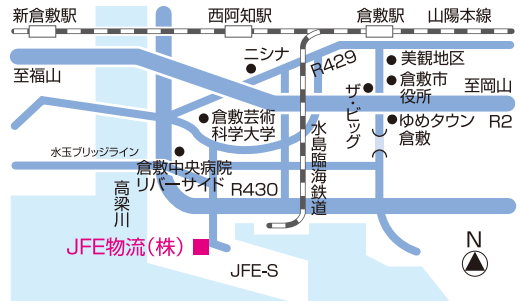 新倉敷駅
西阿知駅
倉敷駅
山陽本線
ニシナ
R429
美観地区
至福山
倉敷市
役所
至岡山
ザ・ビッグ
倉敷芸術
科学大学
ゆめタウン
倉敷
R2
水島臨海鉄道
水玉ブリッジライン
倉敷中央病院
リバーサイド
高梁川
R430
JFE物流(株)
JFE-S
N